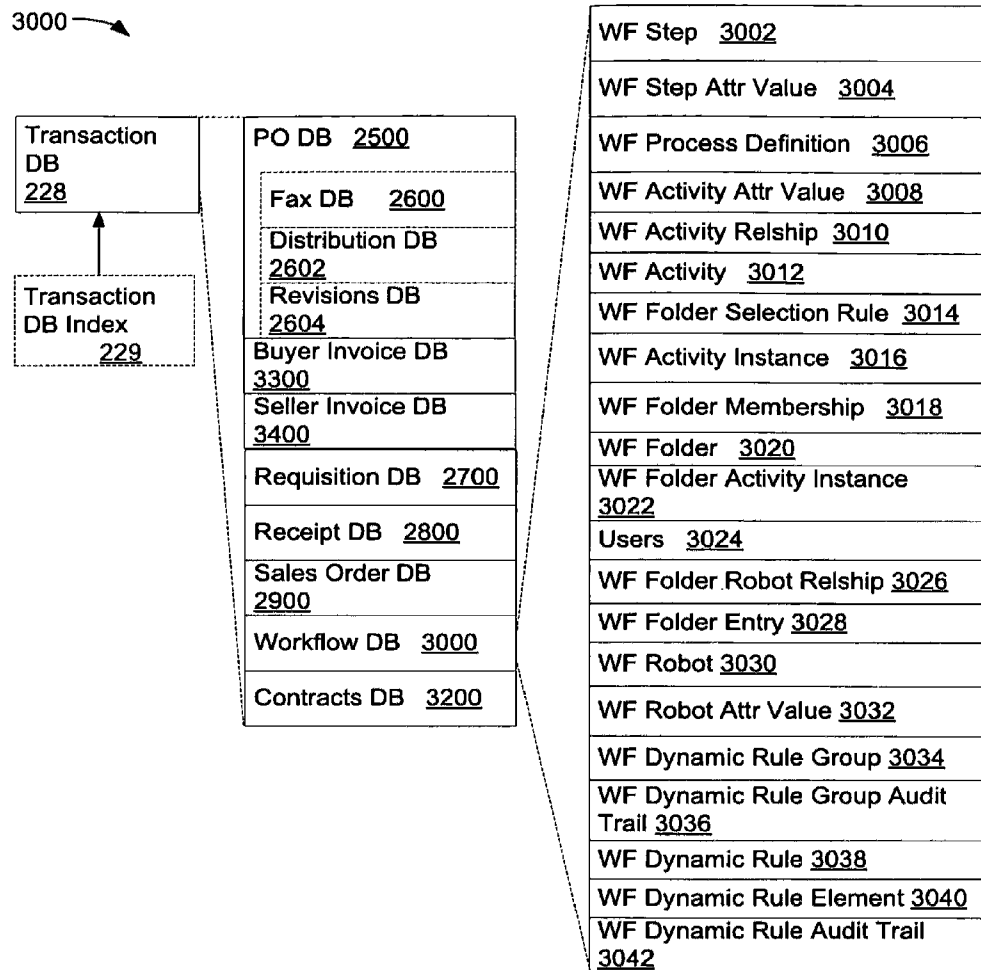 3000
Transaction
DB
228
Transaction
DB Index
229
PO DB 2500
Fax DB 2600
Distribution DB
2602
Revisions DB
2604
Buyer Invoice DB
3300
Seller Invoice DB
3400
Requisition DB 2700
Receipt DB 2800
Sales Order DB
2900
Workflow DB 3000
Contracts DB 3200
WF Step 3002
WF Step Attr Value 3004
WF Process Definition 3006
WF Activity Attr Value 3008
WF Activity Relship 3010
WF Activity 3012
WF Folder Selection Rule 3014
WF Activity Instance 3016
WF Folder Membership 3018
WF Folder 3020
WF Folder Activity Instance
3022
Users 3024
WF Folder Robot Relship 3026
WF Folder Entry 3028
WF Robot 3030
WF Robot Attr Value 3032
WF Dynamic Rule Group 3034
WF Dynamic Rule Group Audit
Trail 3036
WF Dynamic Rule 3038
WF Dynamic Rule Element 3040
WF Dynamic Rule Audit Trail
3042